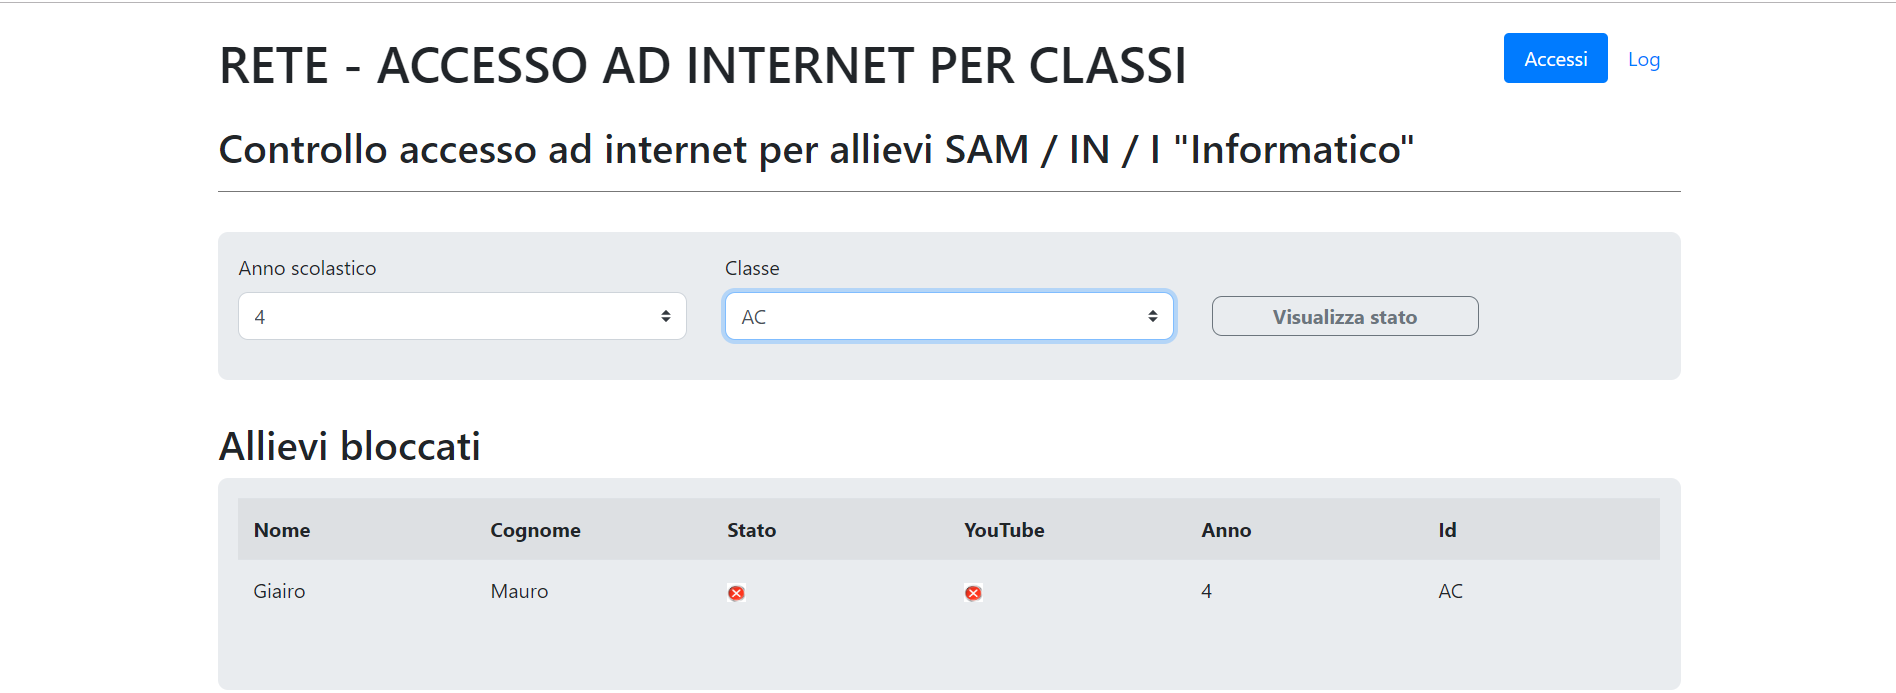 RETE - ACCESSO AD INTERNET PER CLASSI
Accessi Log
Controllo accesso ad internet per allievi SAM / IN / I "Informatico"
Anno scolastico Classe
4 AC Visualizza stato
Allievi bloccati
Nome Cognome Stato YouTube Anno Id
Giairo Mauro 4 AC